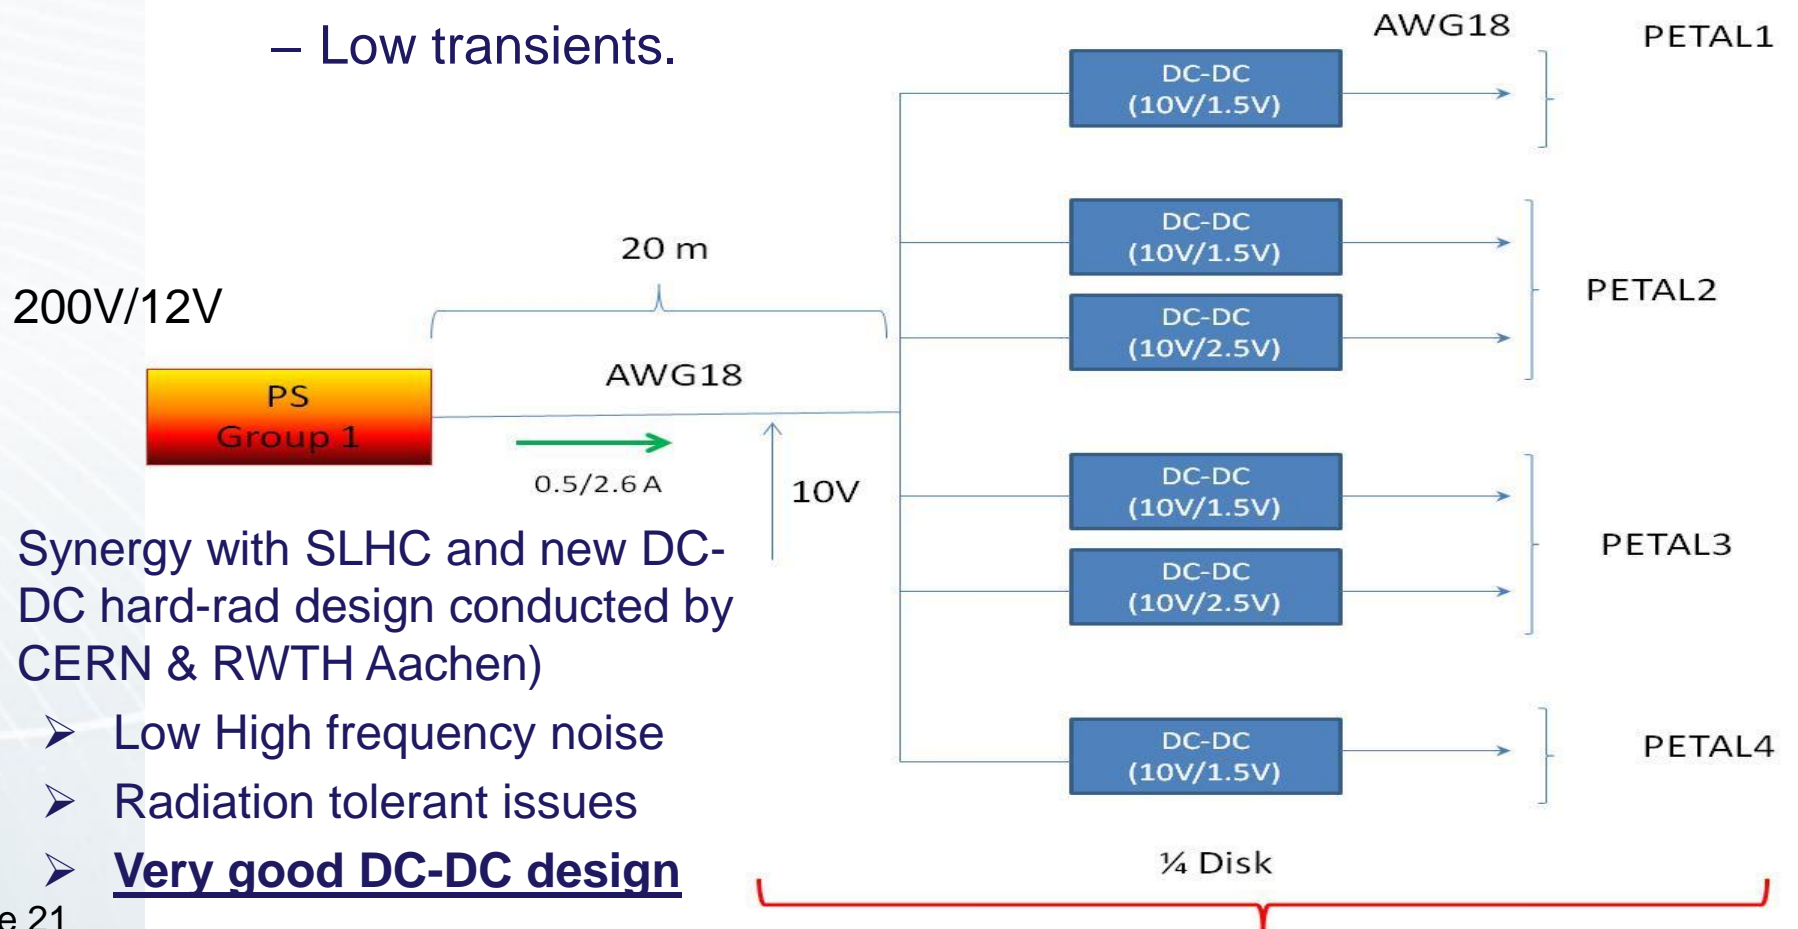 – Low transients.
AWG18
PETAL1
DC-DC
(10V/1.5V)
DC-DC
(10V/1.5V)
PETAL2
DC-DC
(10V/2.5V)
20 m
200V/12V
AWG18
PS
Group 1
0.5/2.6 A
10V
DC-DC
(10V/1.5V)
PETAL3
DC-DC
(10V/2.5V)
DC-DC
(10V/1.5V)
PETAL4
¼ Disk
Synergy with SLHC and new DC-
DC hard-rad design conducted by
CERN & RWTH Aachen)
➢ Low High frequency noise
➢ Radiation tolerant issues
➢ Very good DC-DC design
e 21